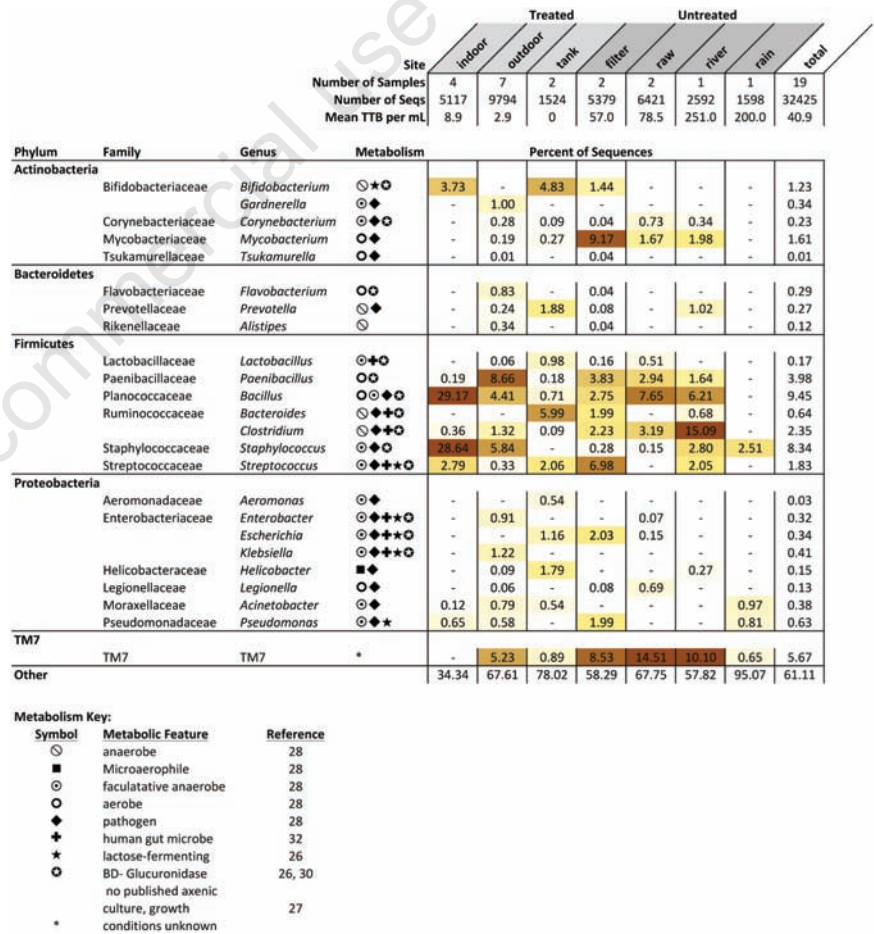 commercial use
Treated Untreated
Site indoor outdoor tank filter raw river rain total
Number of Samples 4 7 2 2 2 1 1 19
Number of Seqs 5117 9794 1524 5379 6421 2592 1598 32425
Mean TTB per mL 8.9 2.9 0 57.0 78.5 251.0 200.0 40.9
Phylum Family Genus Metabolism Percent of Sequences
Actinobacteria
Bifidobacteriaceae Bifidobacterium ⦸★✪ 3.73 - 4.83 1.44 - - - 1.23
Gardnerella ⊙◆ - 1.00 - - - - - 0.34
Corynebacteriaceae Corynebacterium ⊙◆✪ - 0.28 0.09 0.04 0.73 0.34 - 0.23
Mycobacteriaceae Mycobacterium O◆ - 0.19 0.27 9.17 1.67 1.98 - 1.61
Tsukamurellaceae Tsukamurella O◆ - 0.01 - 0.04 - - - 0.01
Bacteroidetes
Flavobacteriaceae Flavobacterium O✪ - 0.83 - 0.04 - - - 0.29
Prevotellaceae Prevatella ⦸◆ - 0.24 1.88 0.08 - 1.02 - 0.27
Rikenellaceae Alistipes ⦸ - 0.34 - 0.04 - - - 0.12
Firmicutes
Lactobacillaceae Lactobacillus ⊙✚✪ - 0.06 0.98 0.16 0.51 - - 0.17
Paenibacillaceae Paenibacillus O✪ 0.19 8.66 0.18 3.83 2.94 1.64 - 3.98
Planococcaceae Bacillus O⊙◆✪ 29.17 4.41 0.71 2.75 7.65 6.21 - 9.45
Ruminococcaceae Bacteroides ⦸◆✚✪ - - 5.99 1.99 - 0.68 - 0.64
Clostridium ⦸◆✚✪ 0.36 1.32 0.09 2.23 3.19 15.09 - 2.35
Staphylococcaceae Staphylococcus ⊙◆✪ 28.64 5.84 - 0.28 0.15 2.80 2.51 8.34
Streptococcaceae Streptococcus ⊙◆✚★✪ 2.79 0.33 2.06 6.98 - 2.05 - 1.83
Proteobacteria
Aeromonadaceae Aeromonas ⊙◆ - - 0.54 - - - - 0.03
Enterobacteriaceae Enterobacter ⊙◆✚★✪ - 0.91 - - 0.07 - - 0.32
Escherichia ⊙◆✚★✪ - - 1.16 2.03 0.15 - - 0.34
Klebsiella ⊙◆✚★✪ - 1.22 - - - - - 0.41
Helicobacteraceae Helicobacter ■◆ - 0.09 1.79 - - 0.27 - 0.15
Legionellaceae Legionella O◆ - 0.06 - 0.08 0.69 - - 0.13
Moraxellaceae Acinetobacter ⊙◆ 0.12 0.79 0.54 - - - 0.97 0.38
Pseudomonadaceae Pseudomonas ⊙◆★ 0.65 0.58 - 1.99 - - 0.81 0.63
TM7
TM7 TM7 * - 5.23 0.89 8.53 14.51 10.10 0.65 5.67
Other 34.34 67.61 78.02 58.29 67.75 57.82 95.07 61.11
Metabolism Key:
Symbol Metabolic Feature Reference
⦸ anaerobe 28
■ Microaerophile 28
⊙ faculatative anaerobe 28
O aerobe 28
◆ pathogen 28
✚ human gut microbe 32
★ lactose-fermenting 26
✪ BD- Glucuronidase 26, 30
no published axenic
culture, growth 27
* conditions unknown